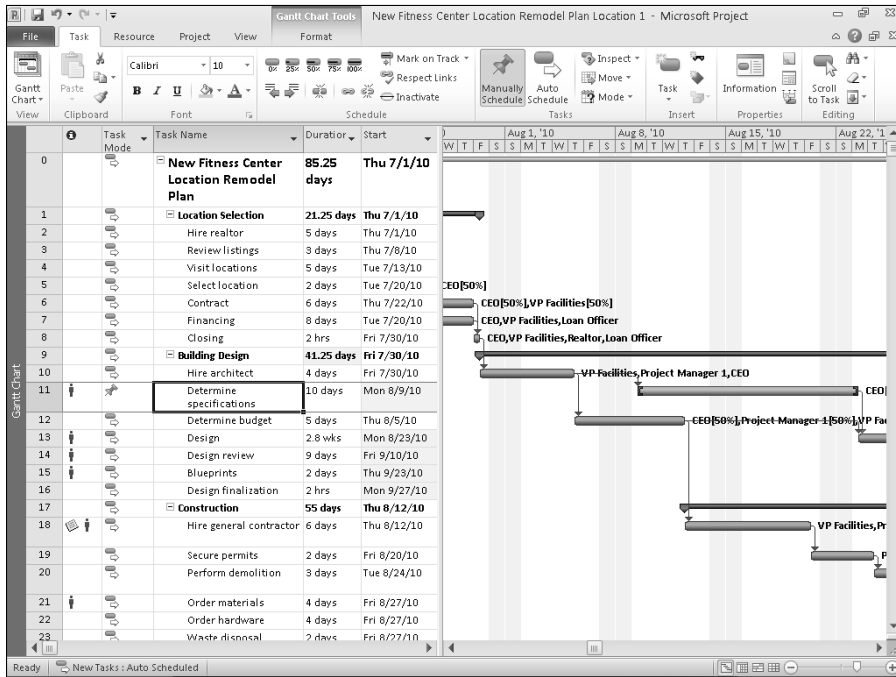 Gantt Chart Tools
New Fitness Center Location Remodel Plan Location 1 - Microsoft Project
File Task Resource Project View Format
Gantt Chart
View
Paste
Clipboard
Calibri 10
B I U A
Font
0% 25% 50% 75% 100%
Mark on Track
Respect Links
Inactivate
Schedule
Manually Schedule
Auto Schedule
Inspect
Move
Mode
Tasks
Task
Insert
Information
Properties
Scroll to Task
Editing
Task Mode Task Name Duration Start
Aug 1, '10 Aug 8, '10 Aug 15, '10 Aug 22, '1
W T F S S M T W T F S S M T W T F S S M T W T F S S M T
0 New Fitness Center Location Remodel Plan 85.25 days Thu 7/1/10
1 Location Selection 21.25 days Thu 7/1/10
2 Hire realtor 5 days Thu 7/1/10
3 Review listings 3 days Thu 7/8/10
4 Visit locations 5 days Tue 7/13/10
5 Select location 2 days Tue 7/20/10 CEO[50%]
6 Contract 6 days Thu 7/22/10 CEO[50%],VP Facilities[50%]
7 Financing 8 days Tue 7/20/10 CEO,VP Facilities,Loan Officer
8 Closing 2 hrs Fri 7/30/10 CEO,VP Facilities,Realtor,Loan Officer
9 Building Design 41.25 days Fri 7/30/10
10 Hire architect 4 days Fri 7/30/10 VP Facilities,Project Manager 1,CEO
11 Determine specifications 10 days Mon 8/9/10 CEO
12 Determine budget 5 days Thu 8/5/10 CEO[50%],Project Manager 1[50%],VP Fa
13 Design 2.8 wks Mon 8/23/10
14 Design review 9 days Fri 9/10/10
15 Blueprints 2 days Thu 9/23/10
16 Design finalization 2 hrs Mon 9/27/10
17 Construction 55 days Thu 8/12/10
18 Hire general contractor 6 days Thu 8/12/10 VP Facilities,Pr
19 Secure permits 2 days Fri 8/20/10 P
20 Perform demolition 3 days Tue 8/24/10
21 Order materials 4 days Fri 8/27/10
22 Order hardware 4 days Fri 8/27/10
23 Waste disposal 2 days Fri 8/27/10
Gantt Chart
Ready New Tasks : Auto Scheduled